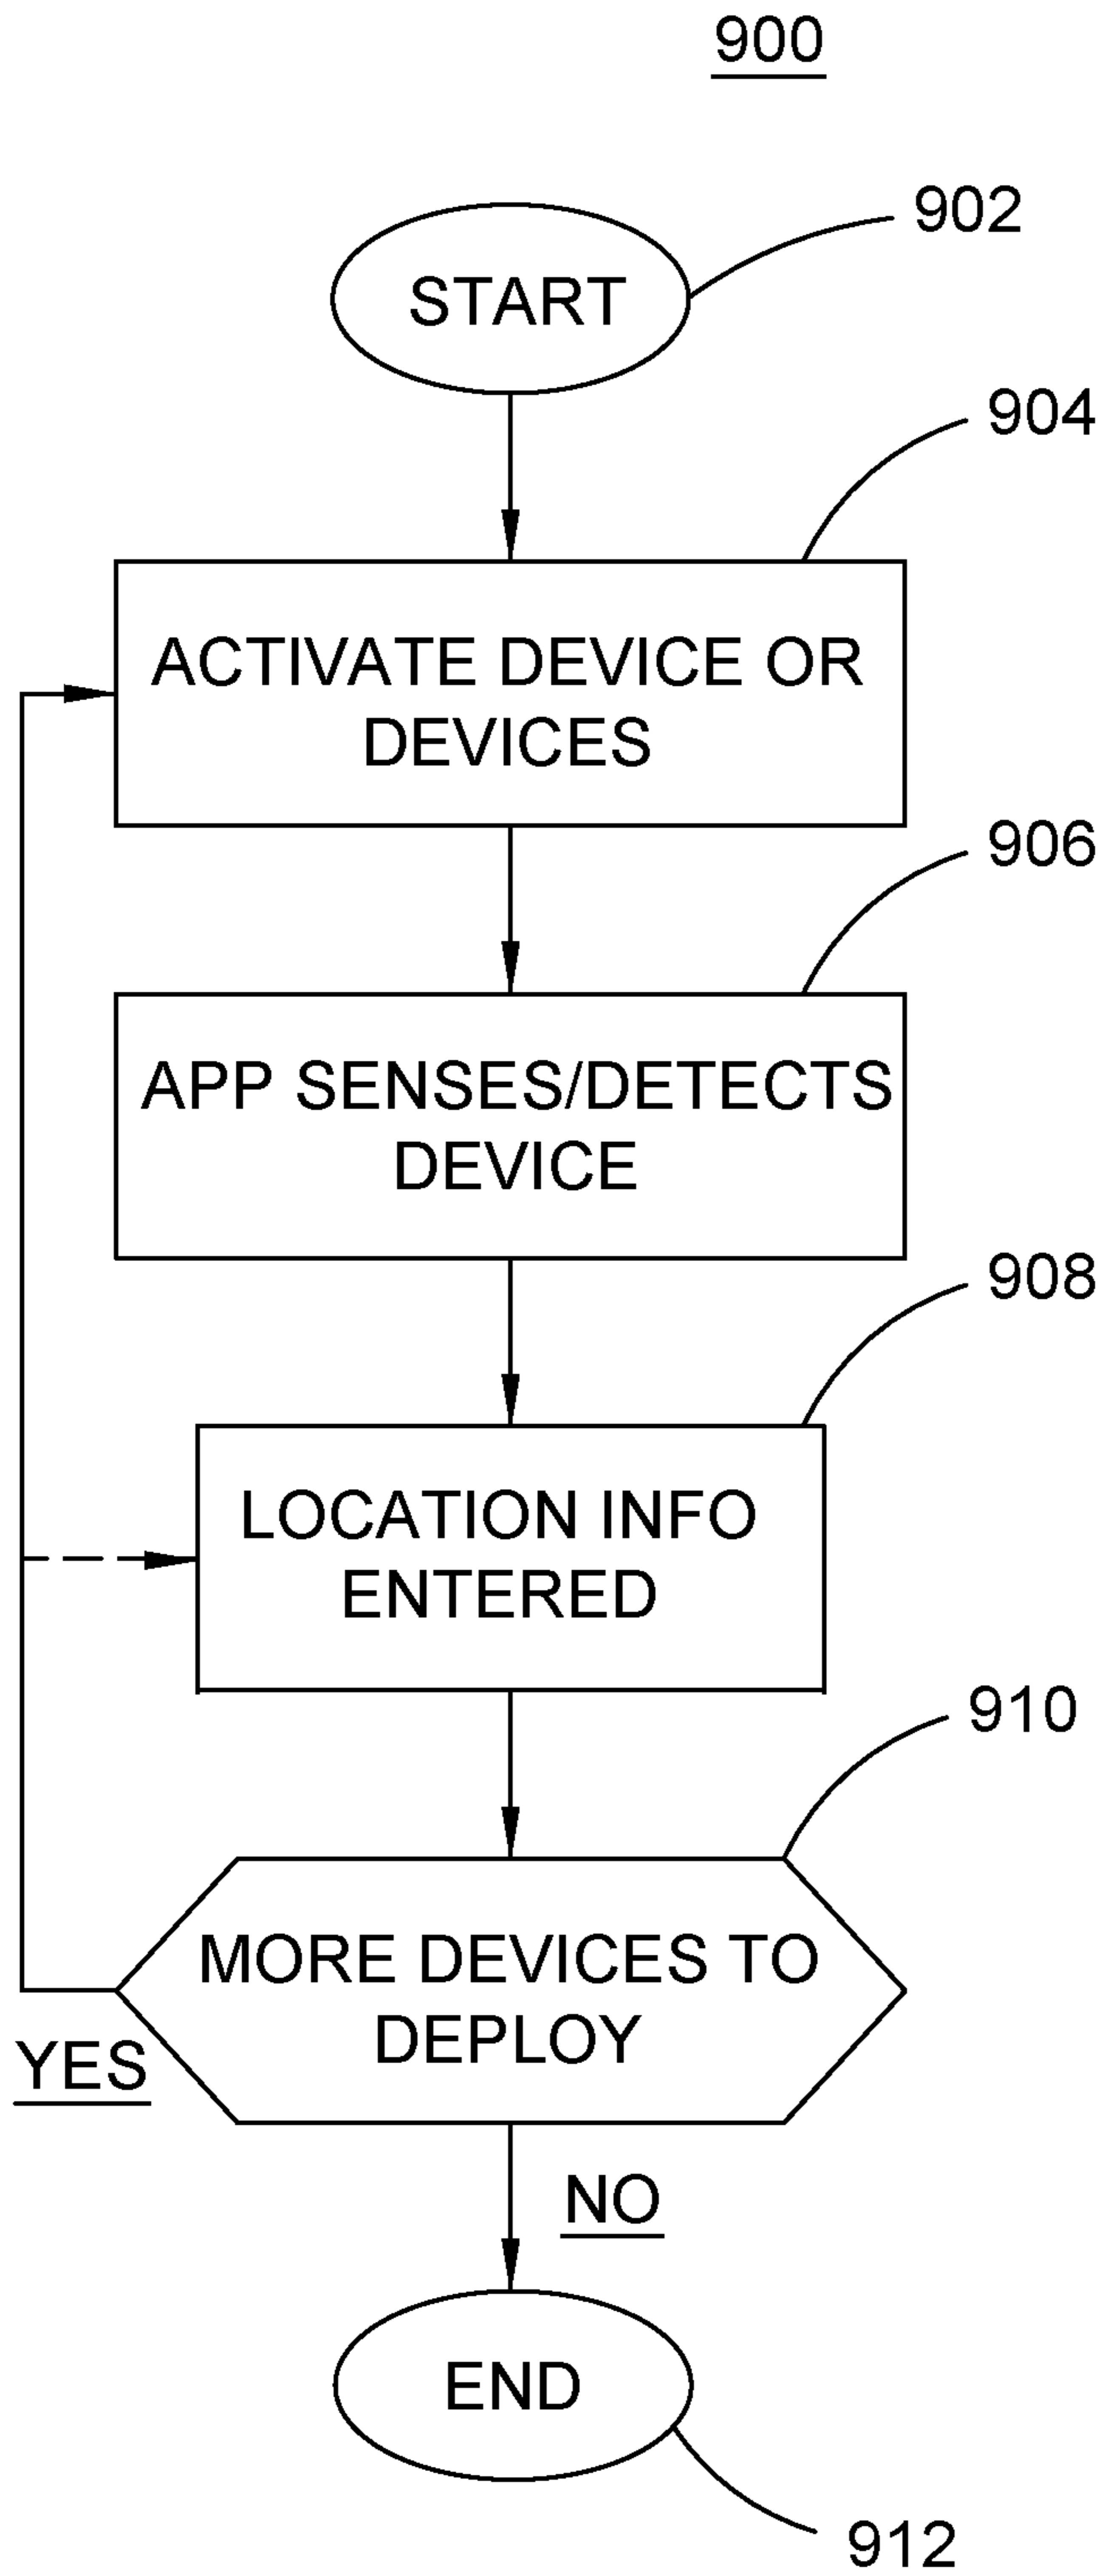 900
902
START
904
ACTIVATE DEVICE OR
DEVICES
906
APP SENSES/DETECTS
DEVICE
908
LOCATION INFO
ENTERED
910
MORE DEVICES TO
DEPLOY
YES
NO
END
912